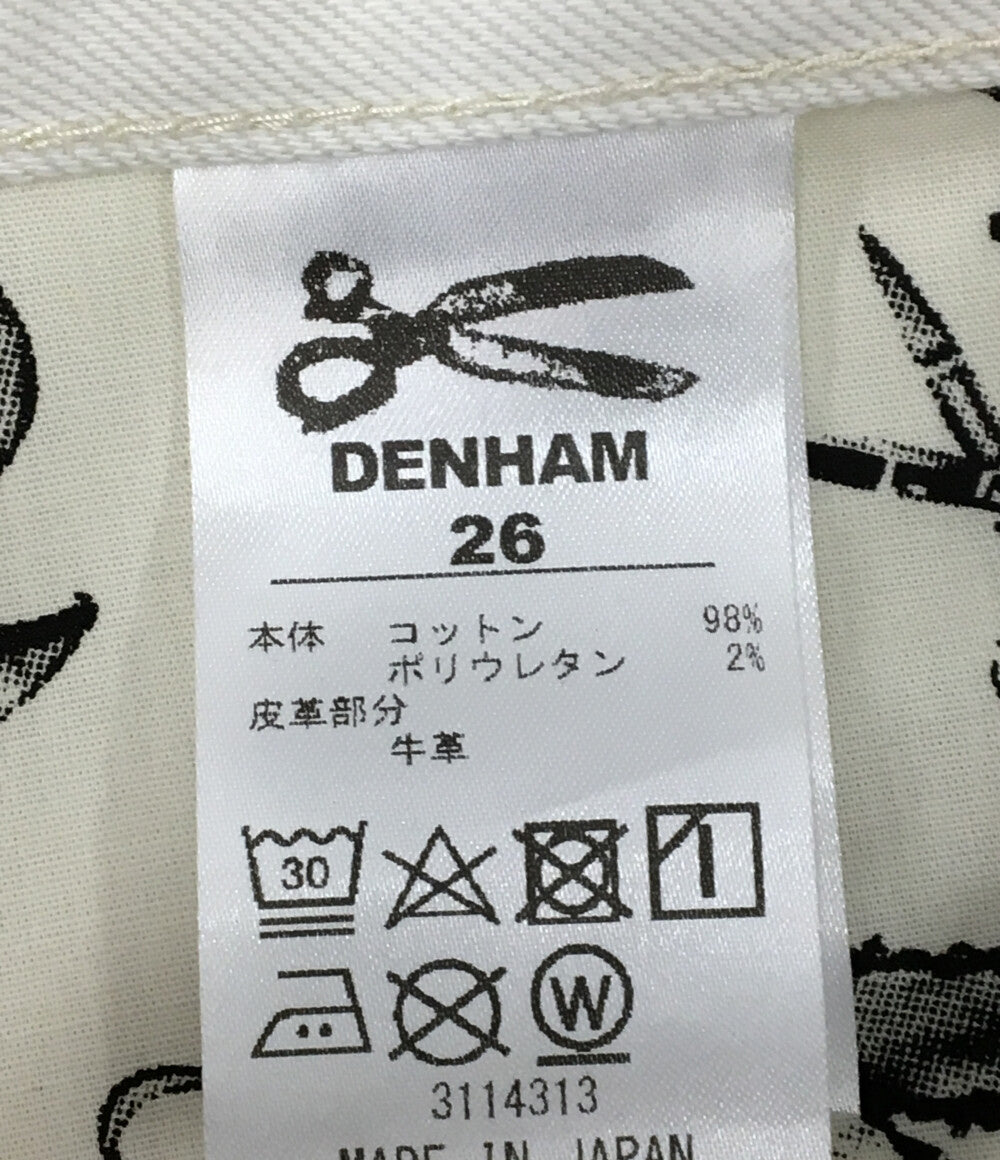 DENHAM
26
本体 コットン 98%
ポリウレタン 2%
皮革部分
牛革
30
W
3114313
MADE IN JAPAN